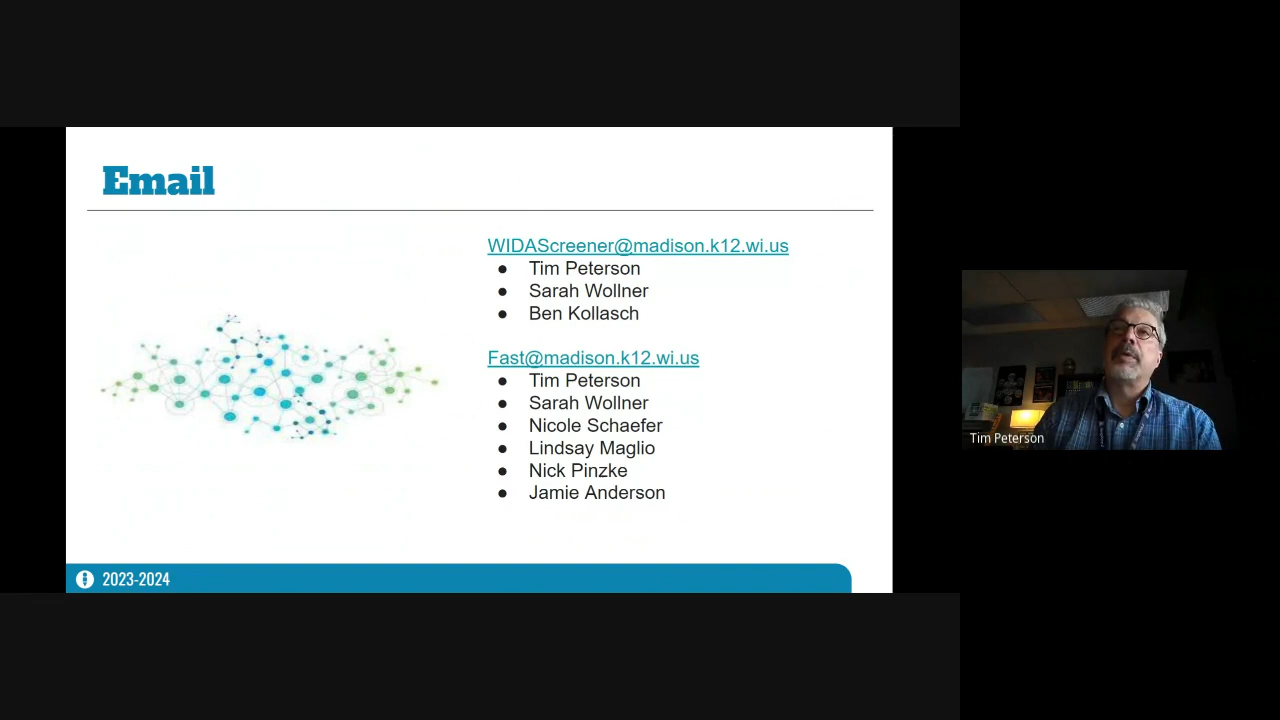 Email
WIDAScreener@madison.k12.wi.us
● Tim Peterson
● Sarah Wollner
● Ben Kollasch
Fast@madison.k12.wi.us
● Tim Peterson
● Sarah Wollner
● Nicole Schaefer
● Lindsay Maglio
● Nick Pinzke
● Jamie Anderson
2023-2024
Tim Peterson